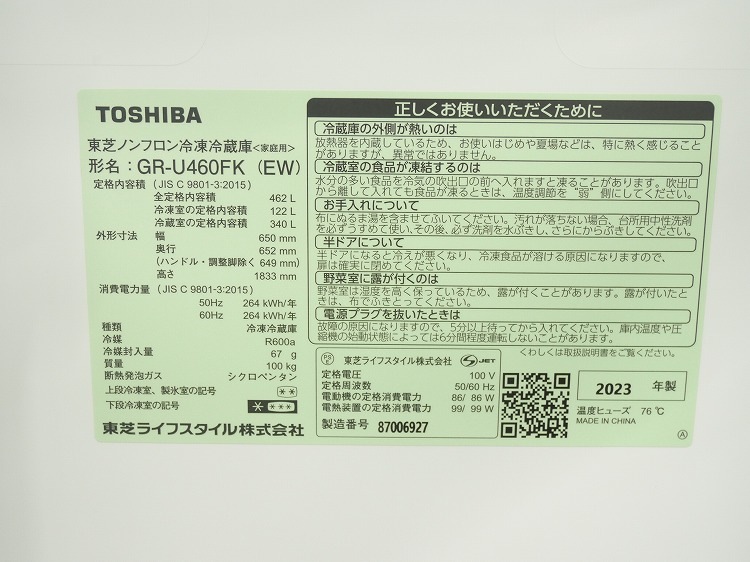 TOSHIBA
東芝ノンフロン冷凍冷蔵庫<家庭用>
形名：GR-U460FK (EW)
定格内容積 (JIS C 9801-3:2015)
全定格内容積 462 L
冷凍室の定格内容積 122 L
冷蔵室の定格内容積 340 L
外形寸法 幅 650 mm
奥行 652 mm
(ハンドル・調整脚除く 649 mm)
高さ 1833 mm
消費電力量 (JIS C 9801-3:2015)
50Hz 264 kWh/年
60Hz 264 kWh/年
種類 冷凍冷蔵庫
冷媒 R600a
冷媒封入量 67 g
質量 100 kg
断熱発泡ガス シクロペンタン
上段冷凍室、製氷室の記号 **
下段冷凍室の記号 * ***
東芝ライフスタイル株式会社
正しくお使いいただくために
冷蔵庫の外側が熱いのは
放熱器を内蔵しているため、お使いはじめや夏場などは、特に熱く感じること
がありますが、異常ではありません。
冷蔵室の食品が凍結するのは
水分の多い食品を冷気の吹出口の前へ入れますと凍ることがあります。吹出口
から離して入れても食品が凍るときは、温度調節を"弱"側にしてください。
お手入れについて
布にぬるま湯を含ませてふいてください。汚れが落ちない場合、台所用中性洗剤
を必ずうすめて使い、その後、必ず洗剤を水ぶきし、さらにからぶきしてください。
半ドアについて
半ドアになると冷えが悪くなり、冷凍食品が溶ける原因になりますので、
扉は確実に閉めてください。
野菜室に露が付くのは
野菜室は湿度を高く保っているため、露が付くことがあります。露が付いたとき
は、布でふきとってください。
電源プラグを抜いたときは
故障の原因になりますので、5分以上待ってから入れてください。庫内温度や圧
縮機の始動状態によっては6分間程度運転しないことがあります。
くわしくは取扱説明書をご覧ください。
PS E 東芝ライフスタイル株式会社 S-JET
定格電圧 100 V
定格周波数 50/60 Hz
電動機の定格消費電力 86/ 86 W
電熱装置の定格消費電力 99/ 99 W
製造番号 87006927
2023 年製
温度ヒューズ 76℃
MADE IN CHINA
A